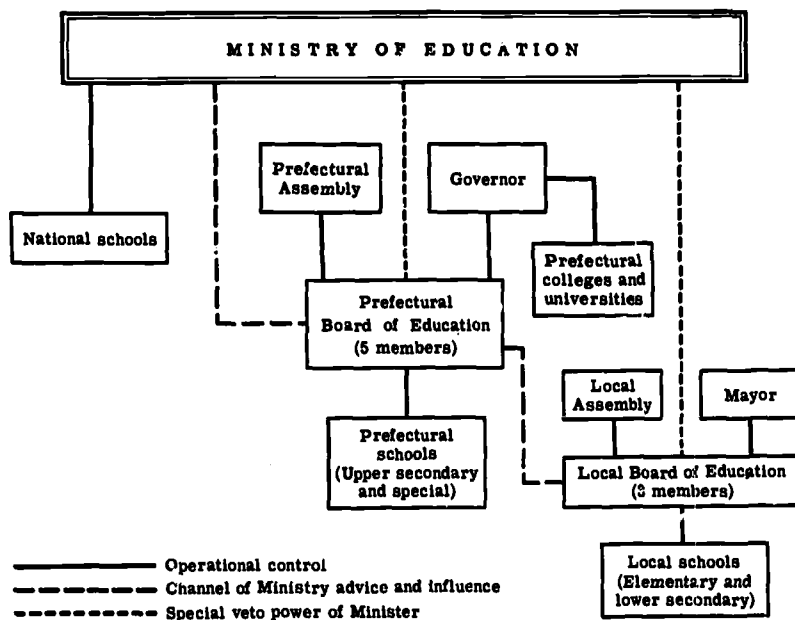 MINISTRY OF EDUCATION
Prefectural
Assembly
Governor
National schools
Prefectural
colleges and
universities
Prefectural
Board of Education
(5 members)
Local
Assembly
Mayor
Prefectural
schools
(Upper secondary
and special)
Local Board of Education
(3 members)
Operational control
Channel of Ministry advice and influence
Special veto power of Minister
Local schools
(Elementary and
lower secondary)